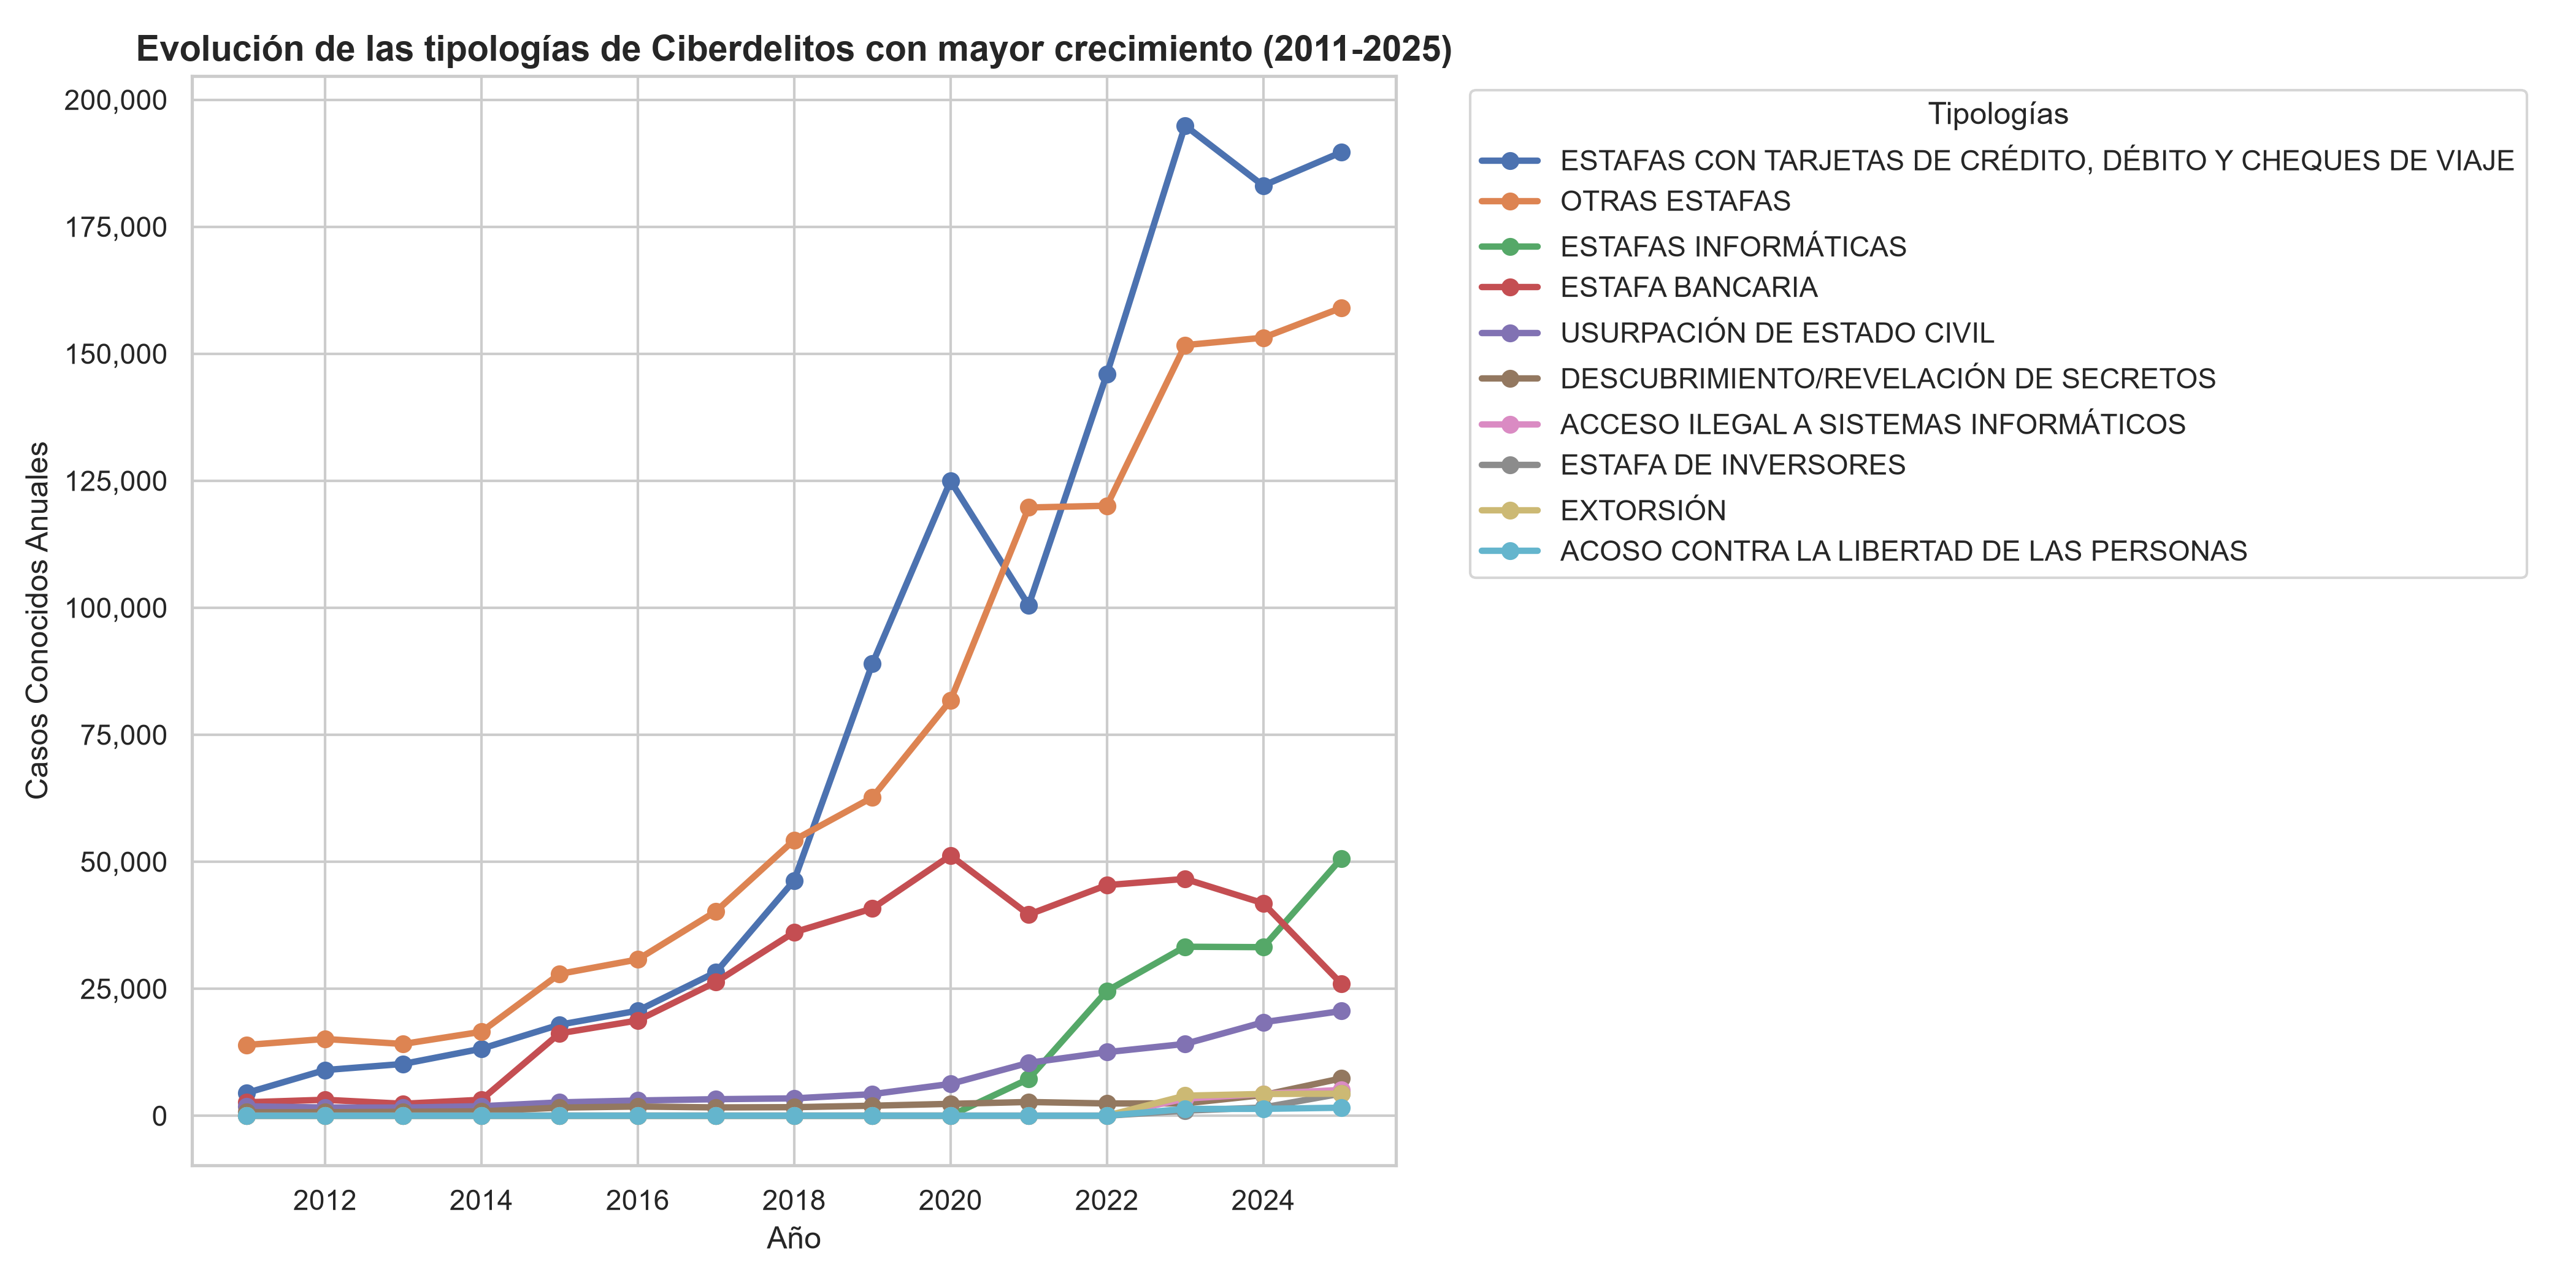 Evolución de las tipologías de Ciberdelitos con mayor crecimiento (2011-2025)
200,000
175,000
150,000
125,000
100,000
75,000
50,000
25,000
0
Casos Conocidos Anuales
2012
2014
2016
2018
2020
2022
2024
Año
Tipologías
ESTAFAS CON TARJETAS DE CRÉDITO, DÉBITO Y CHEQUES DE VIAJE
OTRAS ESTAFAS
ESTAFAS INFORMÁTICAS
ESTAFA BANCARIA
USURPACIÓN DE ESTADO CIVIL
DESCUBRIMIENTO/REVELACIÓN DE SECRETOS
ACCESO ILEGAL A SISTEMAS INFORMÁTICOS
ESTAFA DE INVERSORES
EXTORSIÓN
ACOSO CONTRA LA LIBERTAD DE LAS PERSONAS